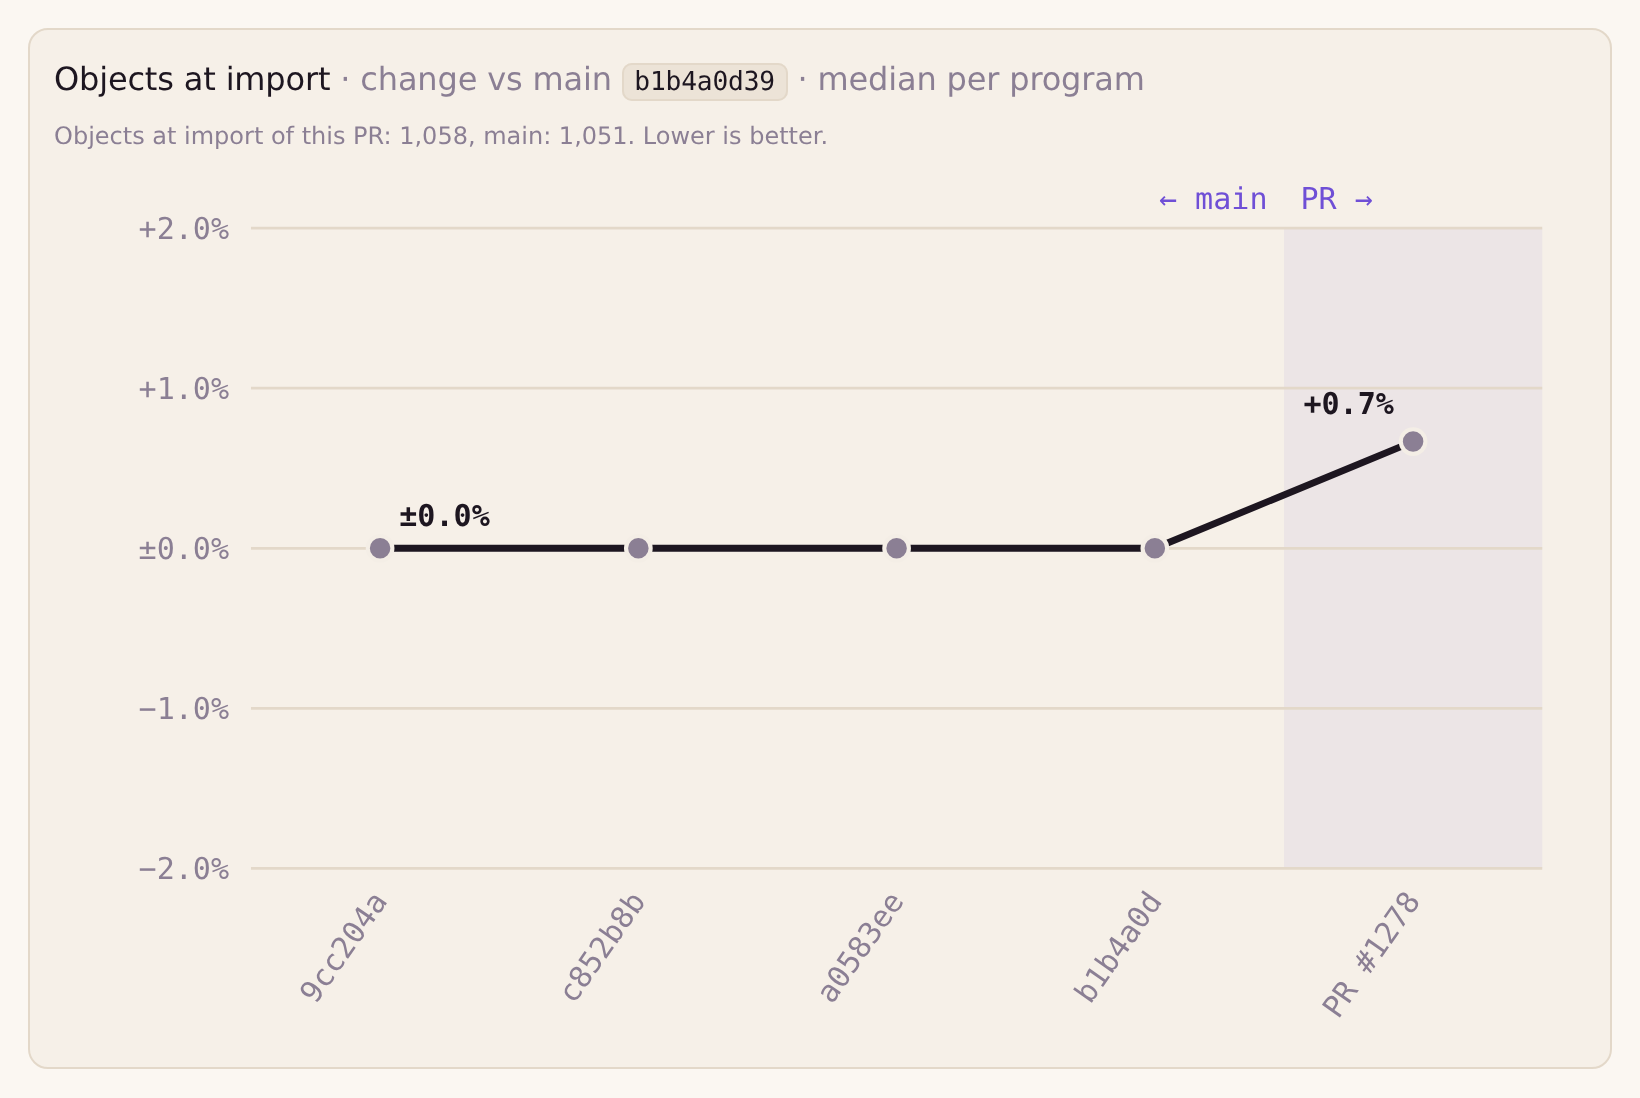 Objects at import · change vs main b1b4a0d39 · median per program
Objects at import of this PR: 1,058, main: 1,051. Lower is better.
← main PR →
+2.0%
+1.0%
+0.7%
±0.0%
±0.0%
−1.0%
−2.0%
9cc204a
c852b8b
a0583ee
b1b4a0d
PR #1278